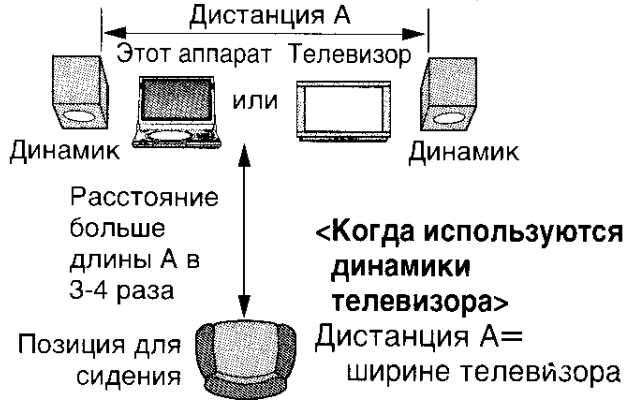 Дистанция А
Этот аппарат Телевизор
или
Динамик Динамик
Расстояние
больше
длины А в
3-4 раза
<Когда используются
динамики
телевизора>
Дистанция А=
ширине телевизора
Позиция для
сидения